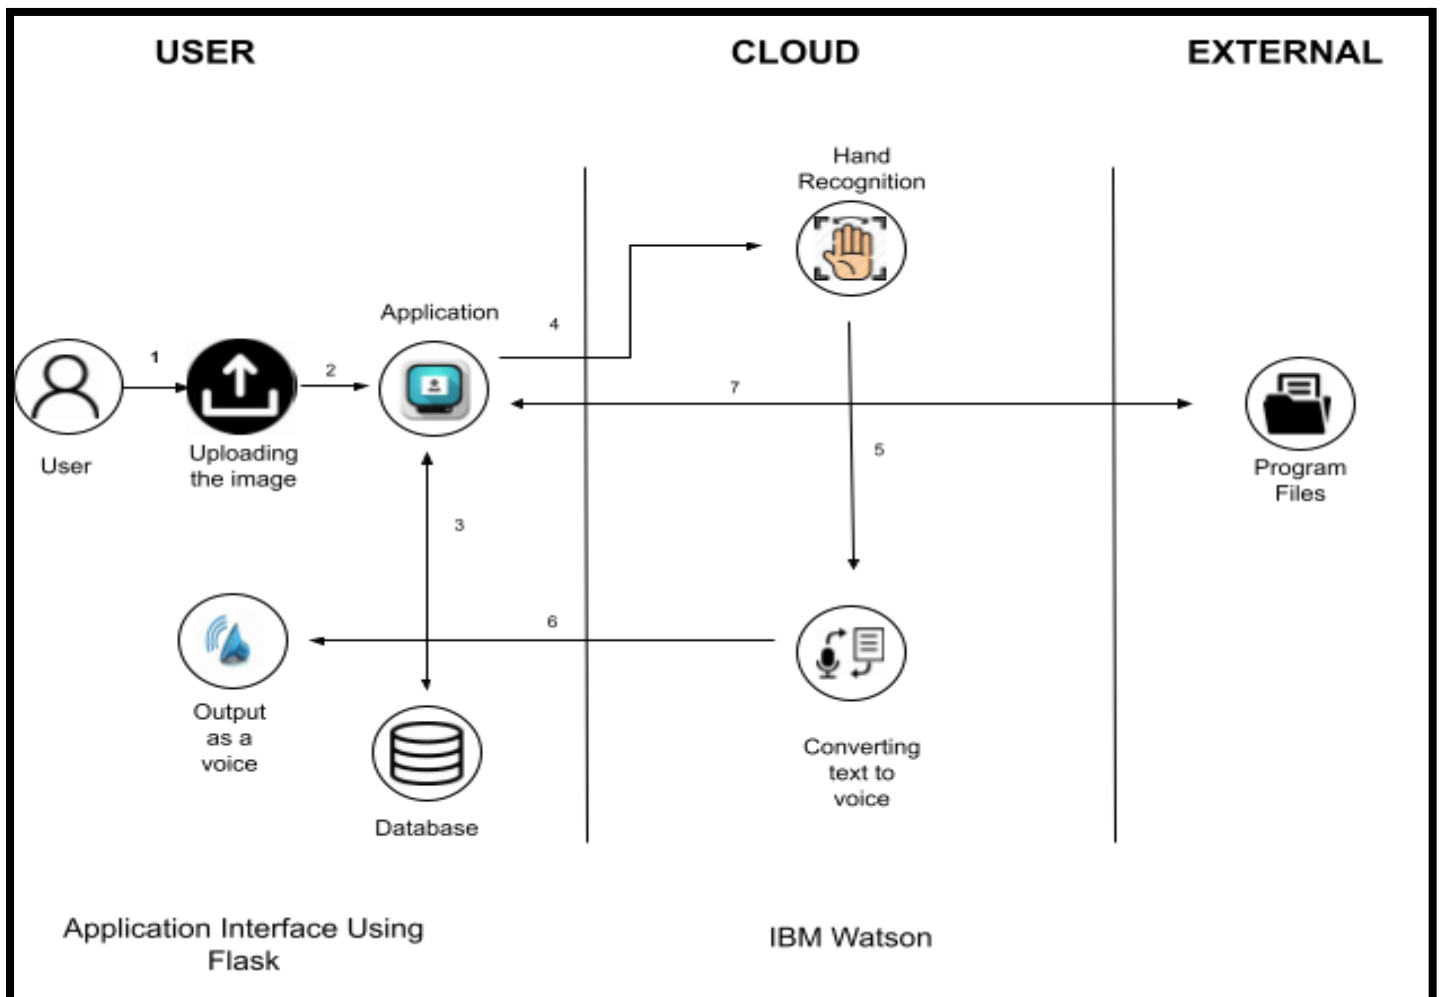 USER
CLOUD
EXTERNAL
Hand
Recognition
Application
4
1
2
7
User
Uploading
the image
5
Program
Files
3
6
Output
as a
voice
Converting
text to
voice
Database
Application Interface Using
Flask
IBM Watson